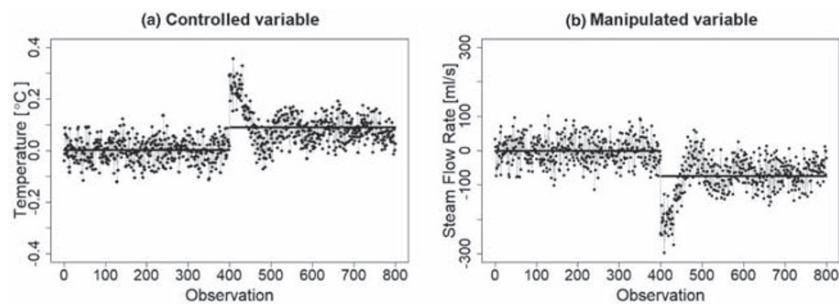 (a) Controlled variable
Temperature [°C]
0.4
0.2
0.0
-0.2
-0.4
0 100 200 300 400 500 600 700 800
Observation
(b) Manipulated variable
Steam Flow Rate [ml/s]
300
100
0
-100
-300
0 100 200 300 400 500 600 700 800
Observation